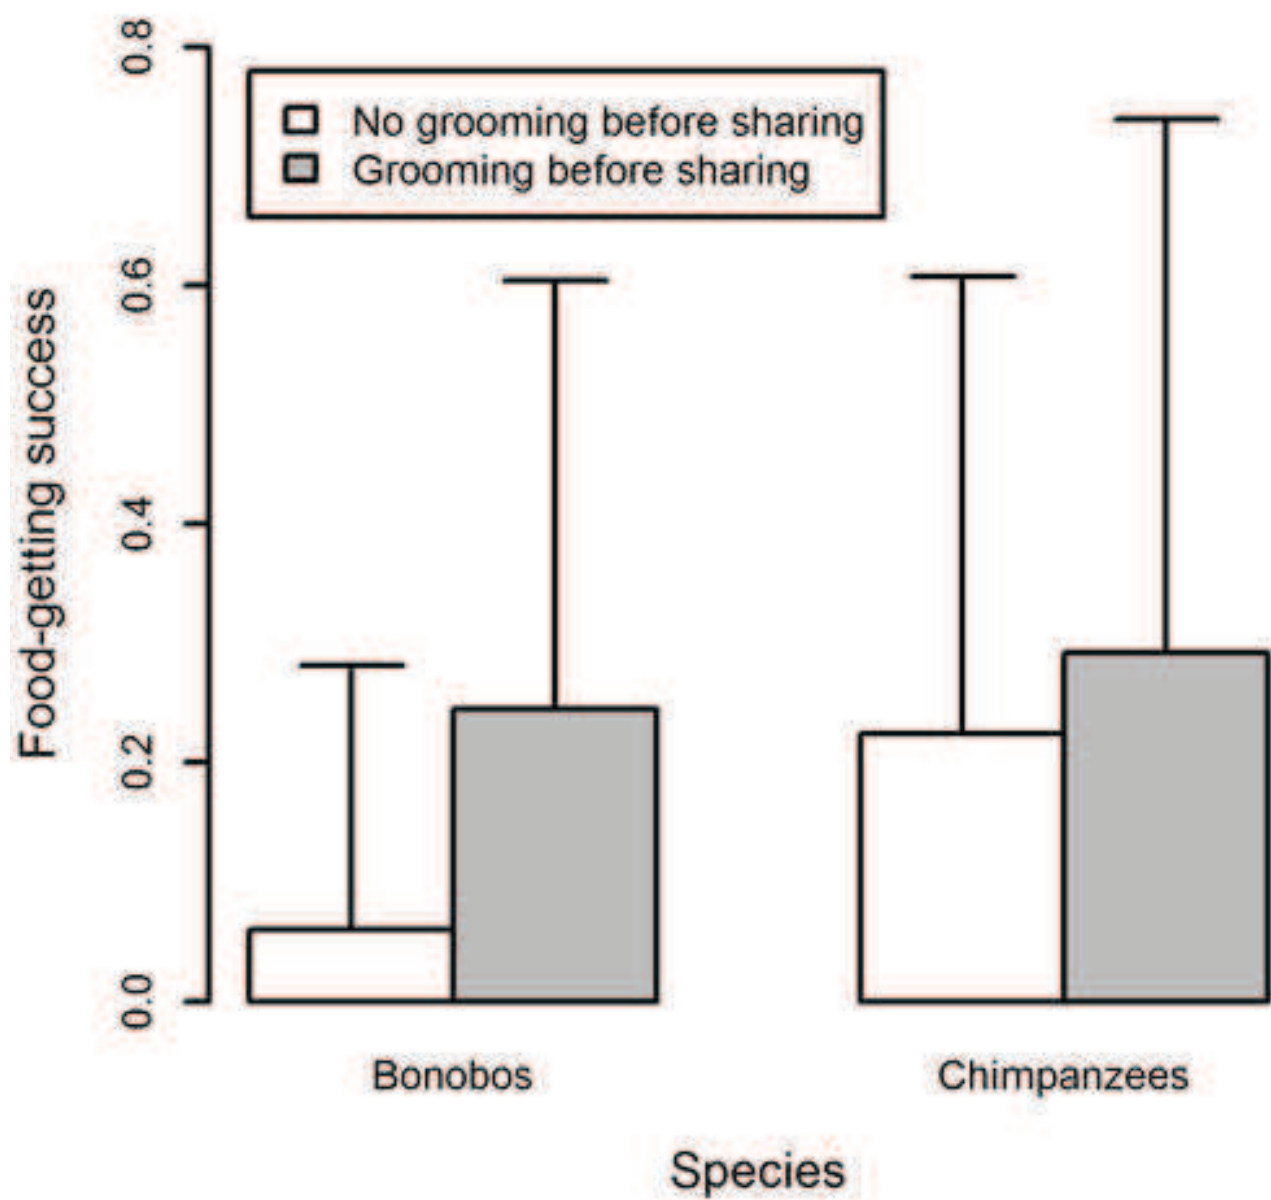 0.8
No grooming before sharing
Grooming before sharing
0.6
Food-getting success
0.4
0.2
0.0
Bonobos
Chimpanzees
Species